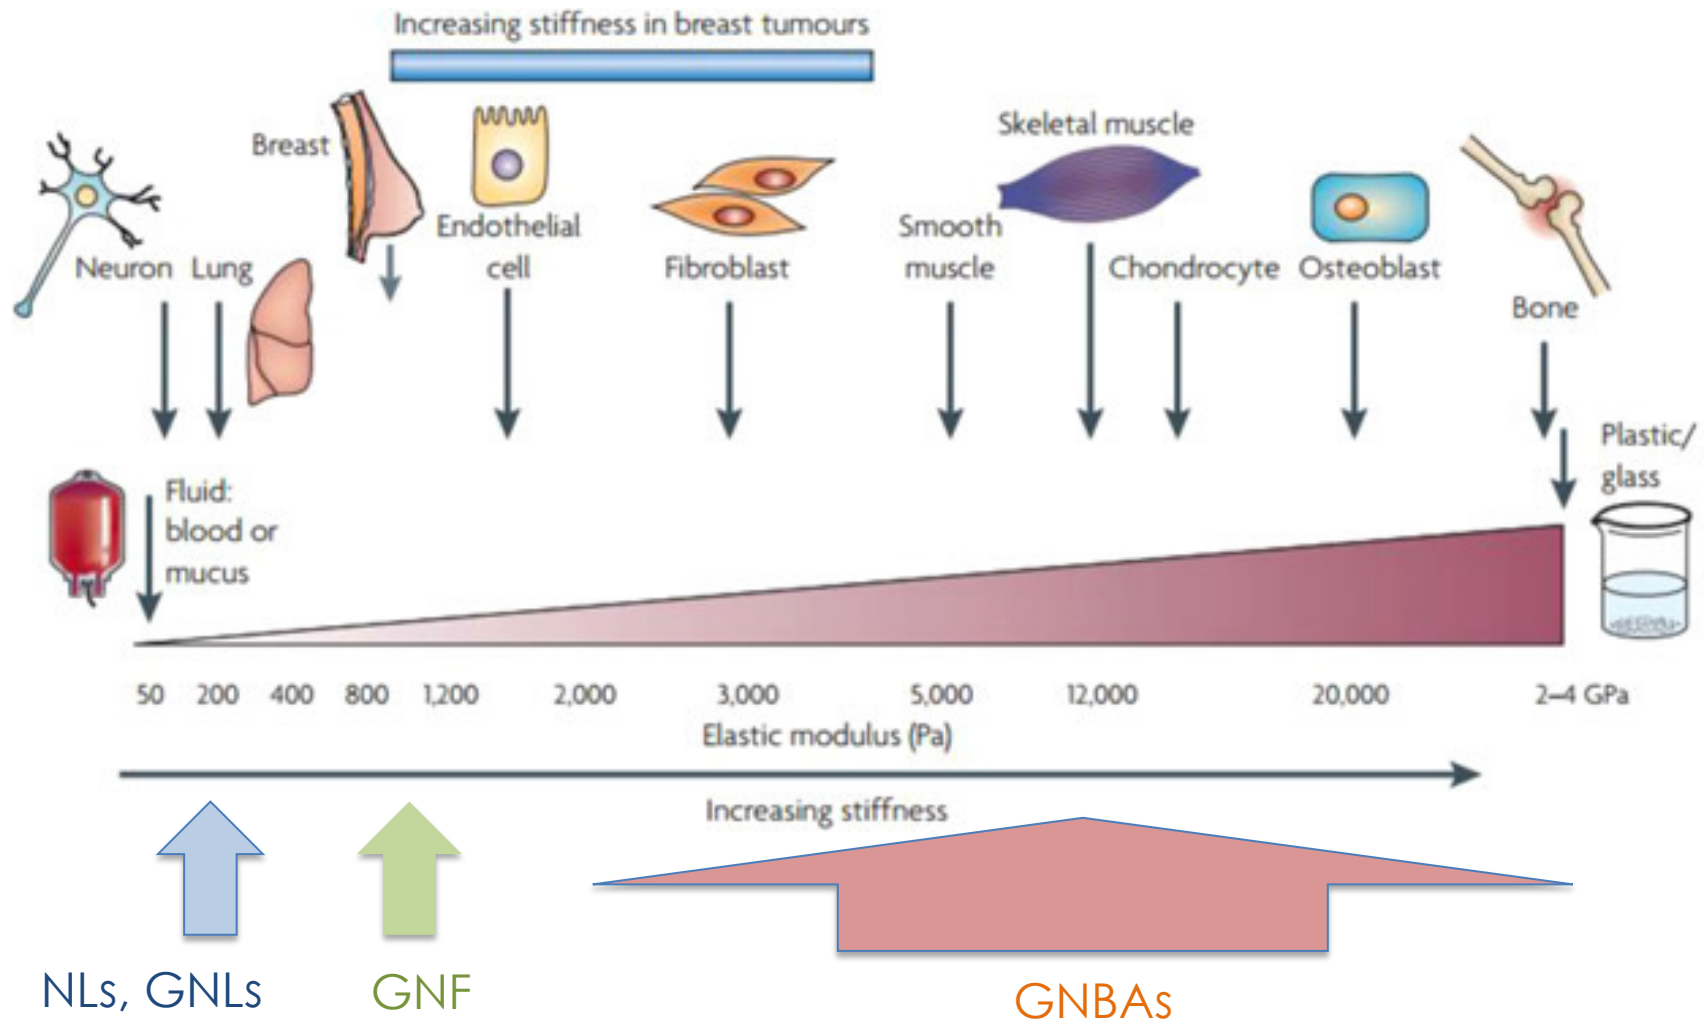 Increasing stiffness in breast tumours
Breast
Skeletal muscle
Endothelial
cell
Smooth
muscle
Neuron
Lung
Fibroblast
Chondrocyte
Osteoblast
Bone
Plastic/
glass
Fluid:
blood or
mucus
50 200 400 800 1,200 2,000 3,000 5,000 12,000 20,000 2–4 GPa
Elastic modulus (Pa)
Increasing stiffness
NLs, GNLs
GNF
GNBAs